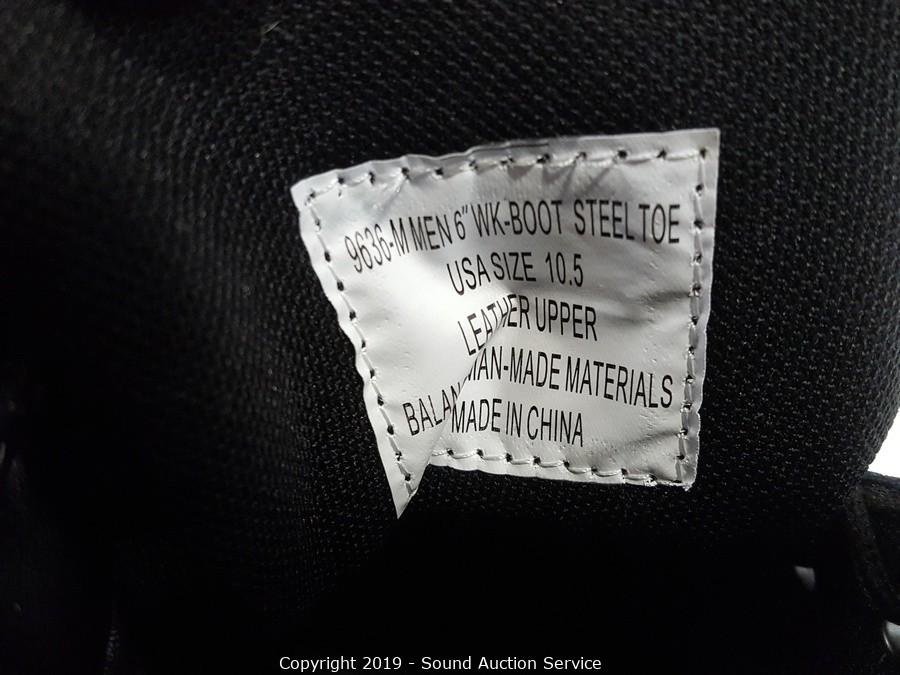 9636-M MEN 6" WK-BOOT STEEL TOE
USA SIZE 10.5
LEATHER UPPER
BALAN MAN-MADE MATERIALS
MADE IN CHINA
Copyright 2019 - Sound Auction Service